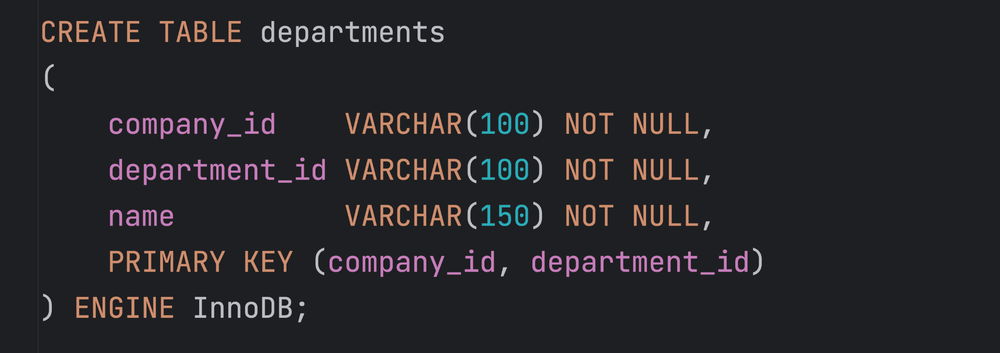 CREATE TABLE departments
(
    company_id    VARCHAR(100) NOT NULL,
    department_id VARCHAR(100) NOT NULL,
    name          VARCHAR(150) NOT NULL,
    PRIMARY KEY (company_id, department_id)
) ENGINE InnoDB;